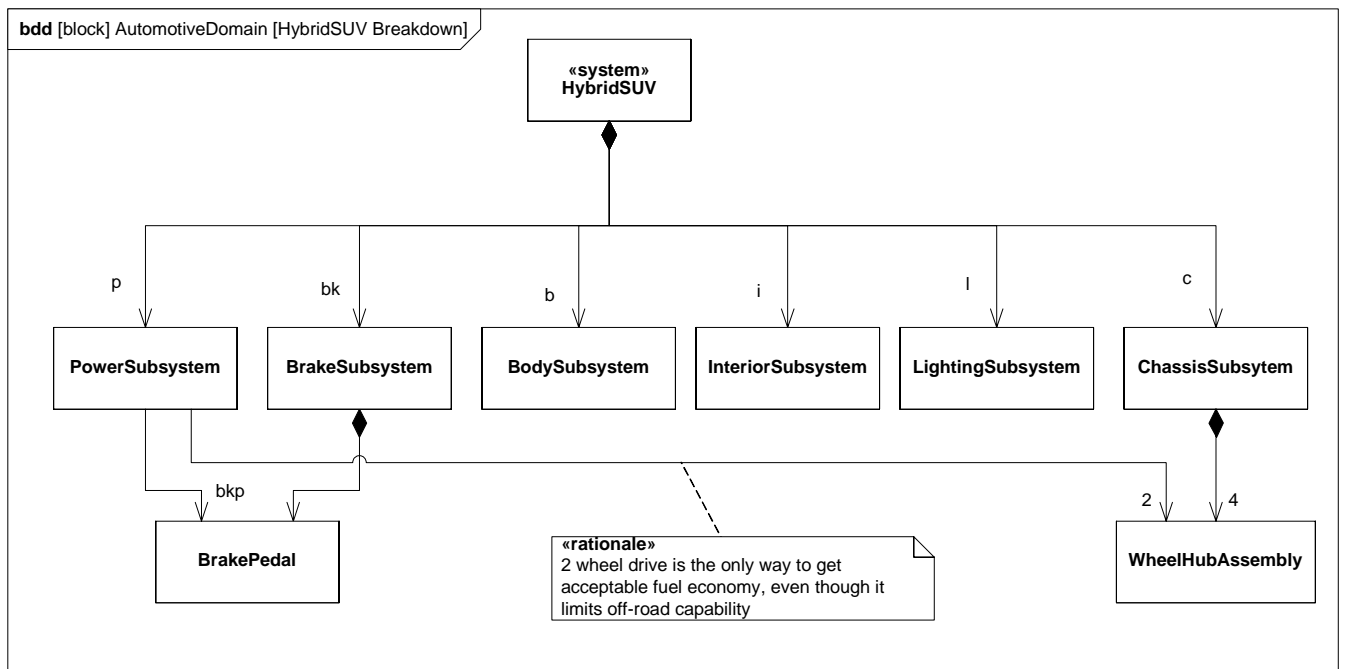 bdd [block] AutomotiveDomain [HybridSUV Breakdown]
«system»
HybridSUV
p
bk
b
i
l
c
PowerSubsystem
BrakeSubsystem
BodySubsystem
InteriorSubsystem
LightingSubsystem
ChassisSubsytem
bkp
2
4
BrakePedal
«rationale»
2 wheel drive is the only way to get
acceptable fuel economy, even though it
limits off-road capability
WheelHubAssembly